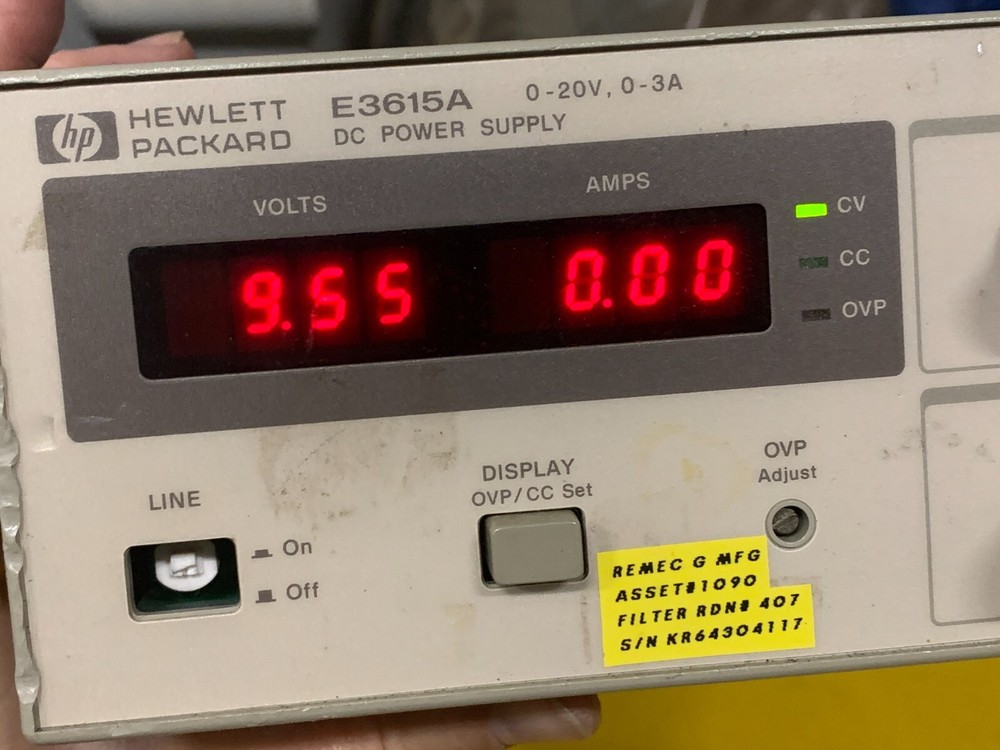 hp
HEWLETT
PACKARD
E3615A
DC POWER SUPPLY
0-20V, 0-3A
VOLTS
AMPS
9.55
0.00
CV
CC
OVP
LINE
On
Off
DISPLAY
OVP/CC Set
OVP
Adjust
REMEC G MFG
ASSET#1090
FILTER RDN# 407
S/N KR64304117